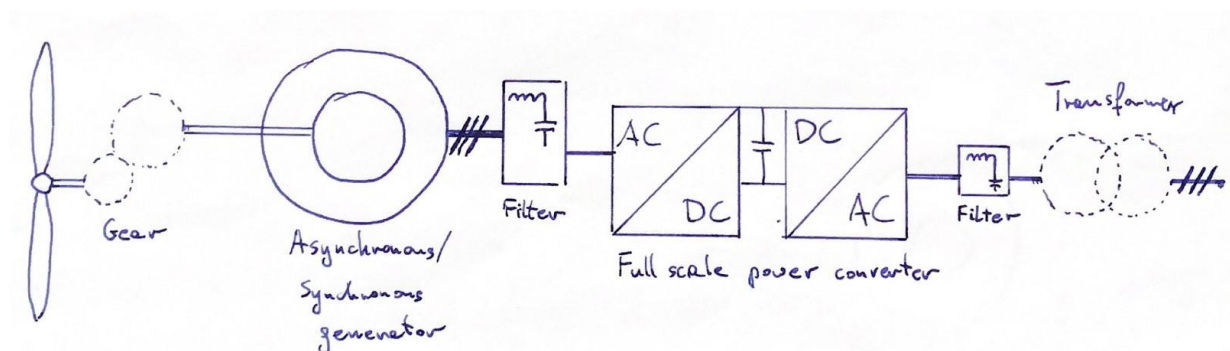 Gear
Asynchronous/
Synchronous
generator
Filter
AC
DC
DC
AC
Full scale power converter
Filter
Transformer